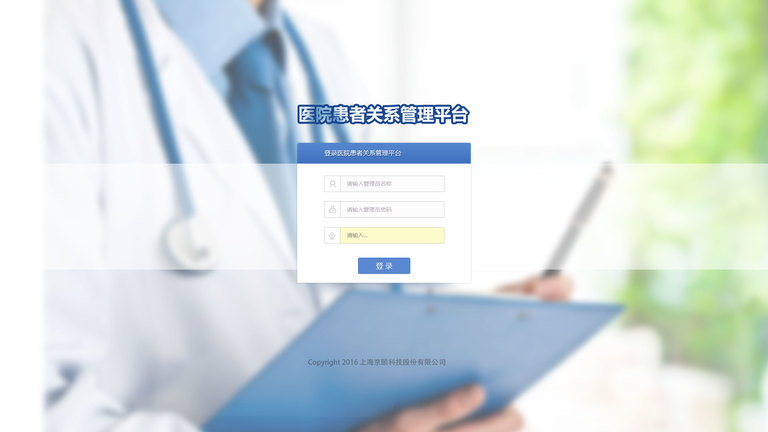 医院患者关系管理平台
登录医院患者关系管理平台
请输入管理员名称
请输入管理员密码
请输入...
登 录
Copyright 2016 上海京颐科技股份有限公司